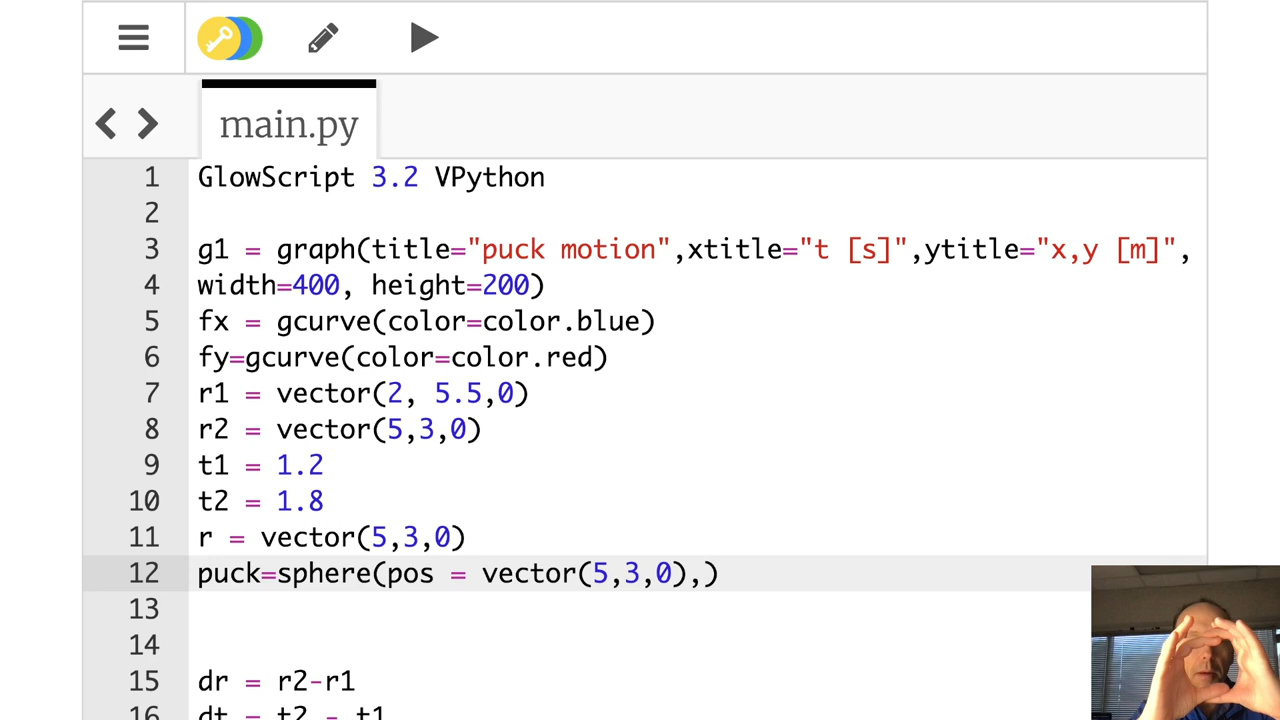 main.py
1 GlowScript 3.2 VPython
2
3 g1 = graph(title="puck motion",xtitle="t [s]",ytitle="x,y [m]",
4 width=400, height=200)
5 fx = gcurve(color=color.blue)
6 fy=gcurve(color=color.red)
7 r1 = vector(2, 5.5,0)
8 r2 = vector(5,3,0)
9 t1 = 1.2
10 t2 = 1.8
11 r = vector(5,3,0)
12 puck=sphere(pos = vector(5,3,0),)
13
14
15 dr = r2-r1
16 dt = t2 - t1